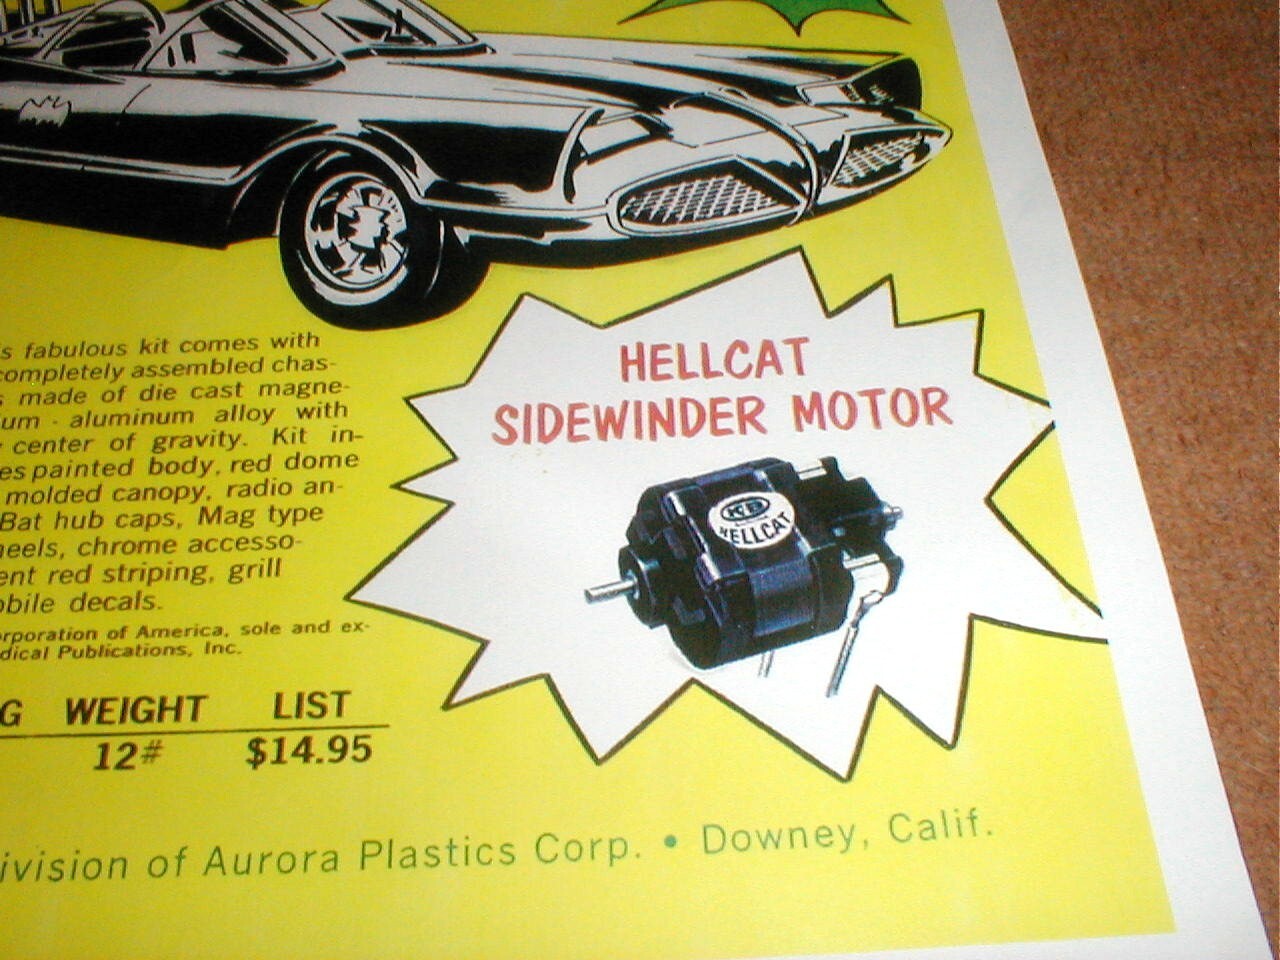 s fabulous kit comes with
completely assembled chas-
s made of die cast magne-
um - aluminum alloy with
center of gravity. Kit in-
es painted body, red dome
molded canopy, radio an-
Bat hub caps, Mag type
heels, chrome accesso-
ent red striping, grill
obile decals.
orporation of America, sole and ex-
dical Publications, Inc.
G WEIGHT LIST
12# $14.95
HELLCAT
SIDEWINDER MOTOR
K&B
HELLCAT
ivision of Aurora Plastics Corp. • Downey, Calif.